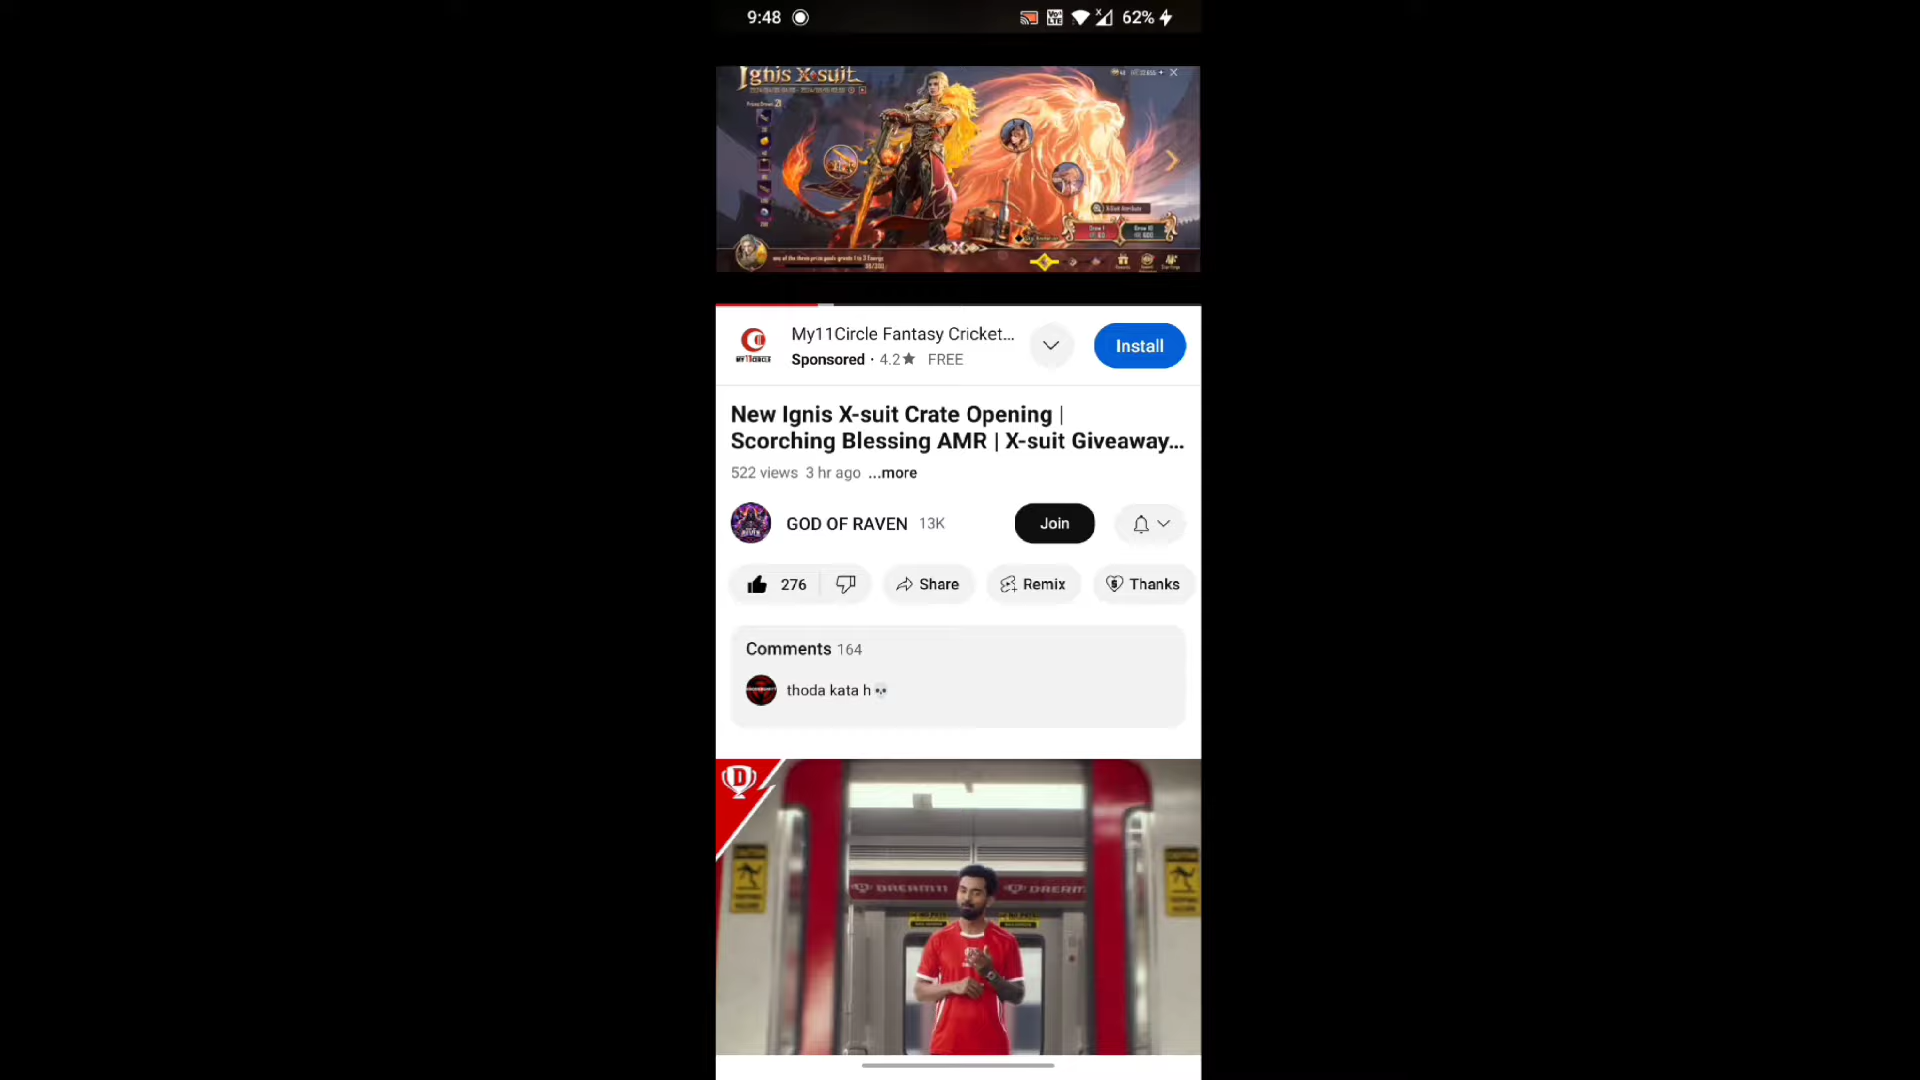 9:48
62%
Ignis X-suit
My11Circle Fantasy Cricket...
Sponsored · 4.2★ FREE
Install
MY11CIRCLE
New Ignis X-suit Crate Opening |
Scorching Blessing AMR | X-suit Giveaway...
522 views 3 hr ago ...more
GOD OF RAVEN 13K
Join
276
Share
Remix
Thanks
Comments 164
thoda kata h💀
D
DREAM11